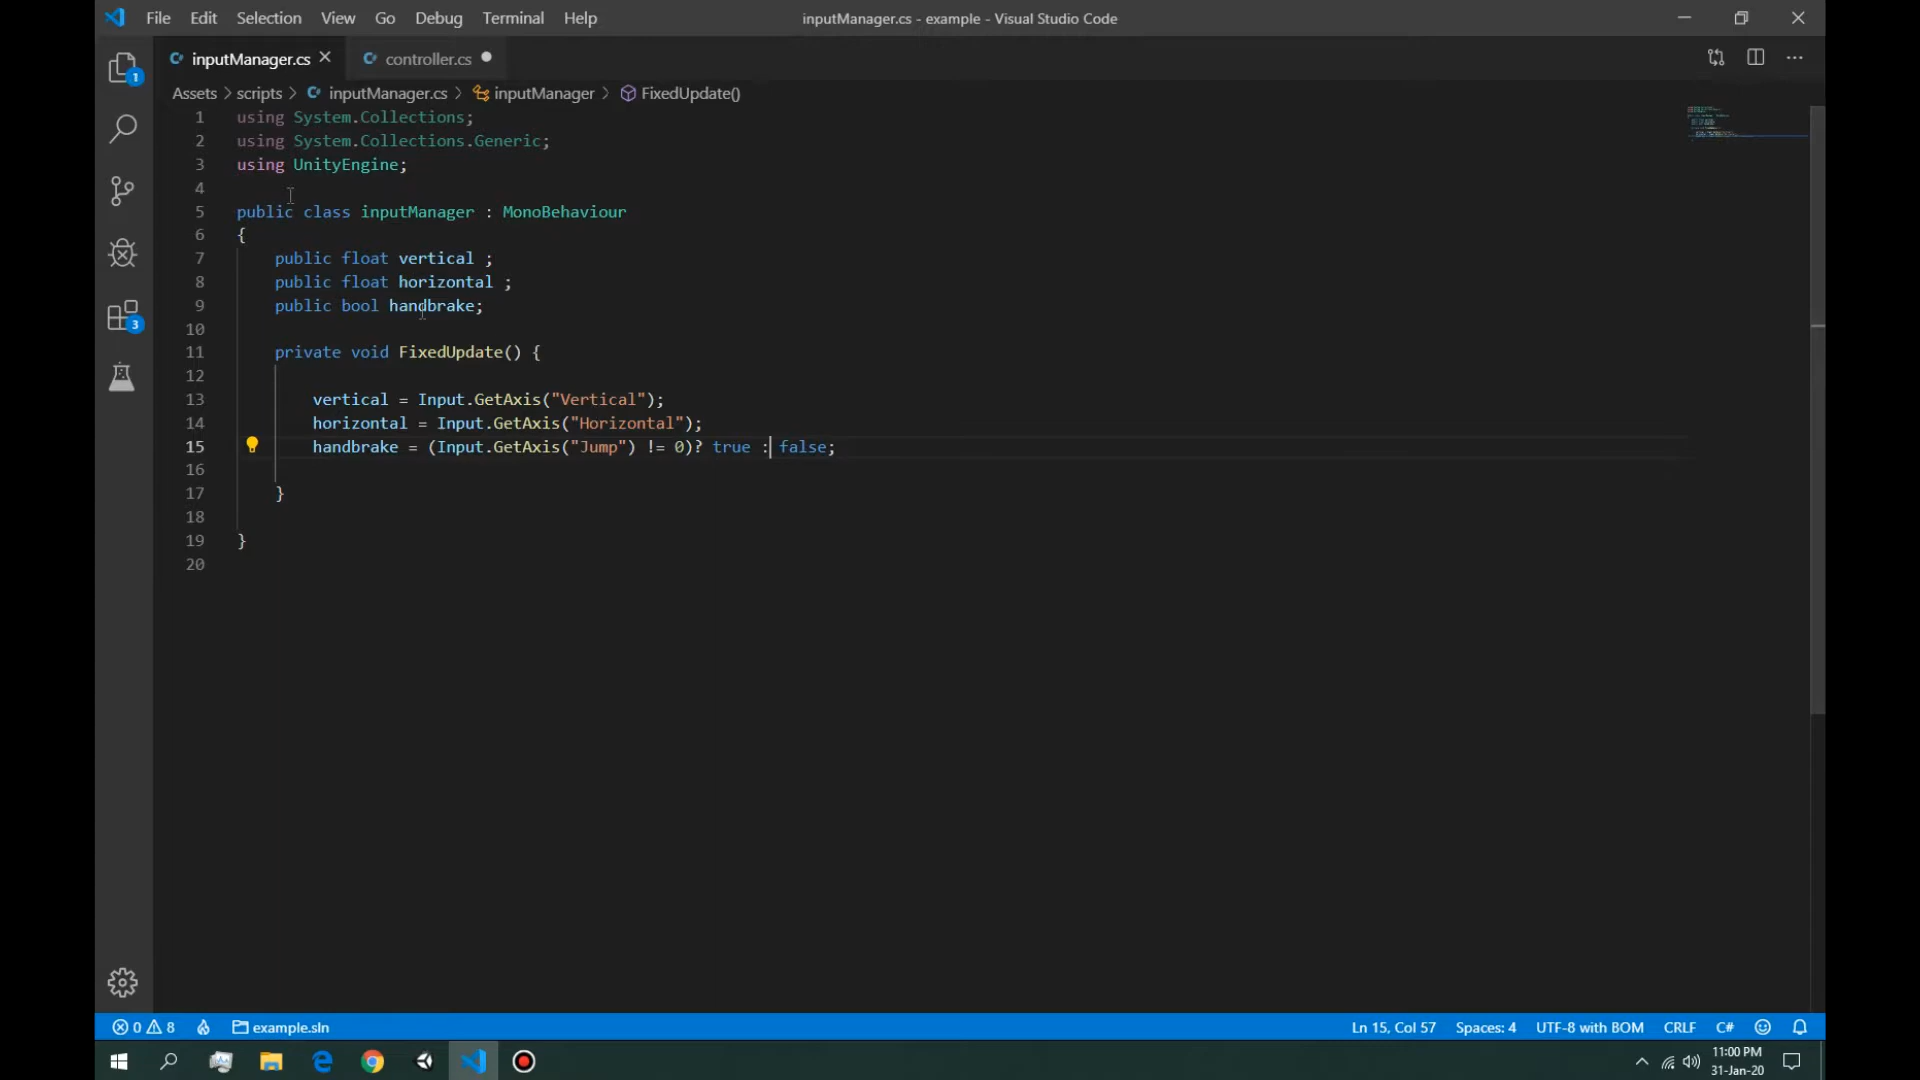 File Edit Selection View Go Debug Terminal Help inputManager.cs - example - Visual Studio Code
inputManager.cs controller.cs
Assets > scripts > inputManager.cs > inputManager > FixedUpdate()
1 using System.Collections;
2 using System.Collections.Generic;
3 using UnityEngine;
4
5 public class inputManager : MonoBehaviour
6 {
7 public float vertical ;
8 public float horizontal ;
9 public bool handbrake;
10
11 private void FixedUpdate() {
12
13 vertical = Input.GetAxis("Vertical");
14 horizontal = Input.GetAxis("Horizontal");
15 handbrake = (Input.GetAxis("Jump") != 0)? true : false;
16
17 }
18
19 }
20
1
3
0 8 example.sln Ln 15, Col 57 Spaces: 4 UTF-8 with BOM CRLF C#
11:00 PM
31-Jan-20